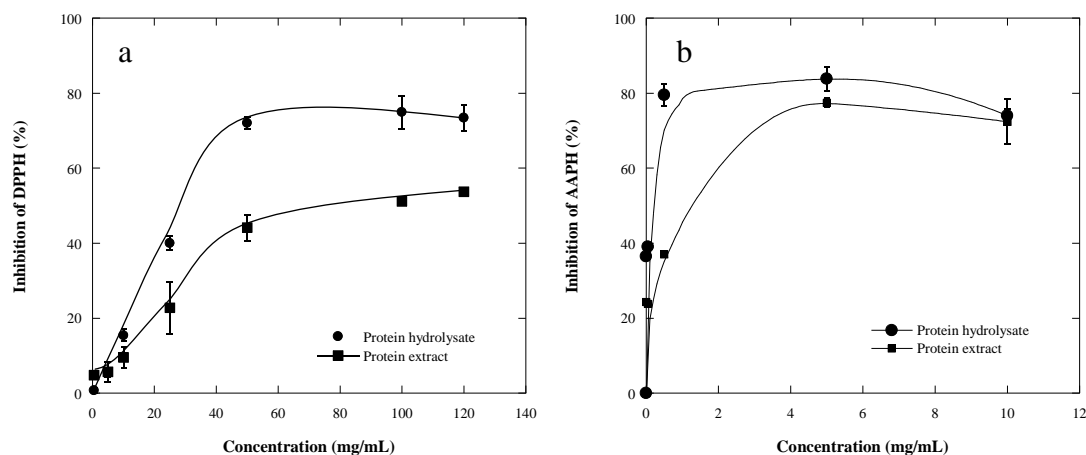 a
100
80
60
40
20
0
Inhibition of DPPH (%)
Protein hydrolysate
Protein extract
0 20 40 60 80 100 120 140
Concentration (mg/mL)
b
100
80
60
40
20
0
Inhibition of AAPH (%)
Protein hydrolysate
Protein extract
0 2 4 6 8 10 12
Concentration (mg/mL)